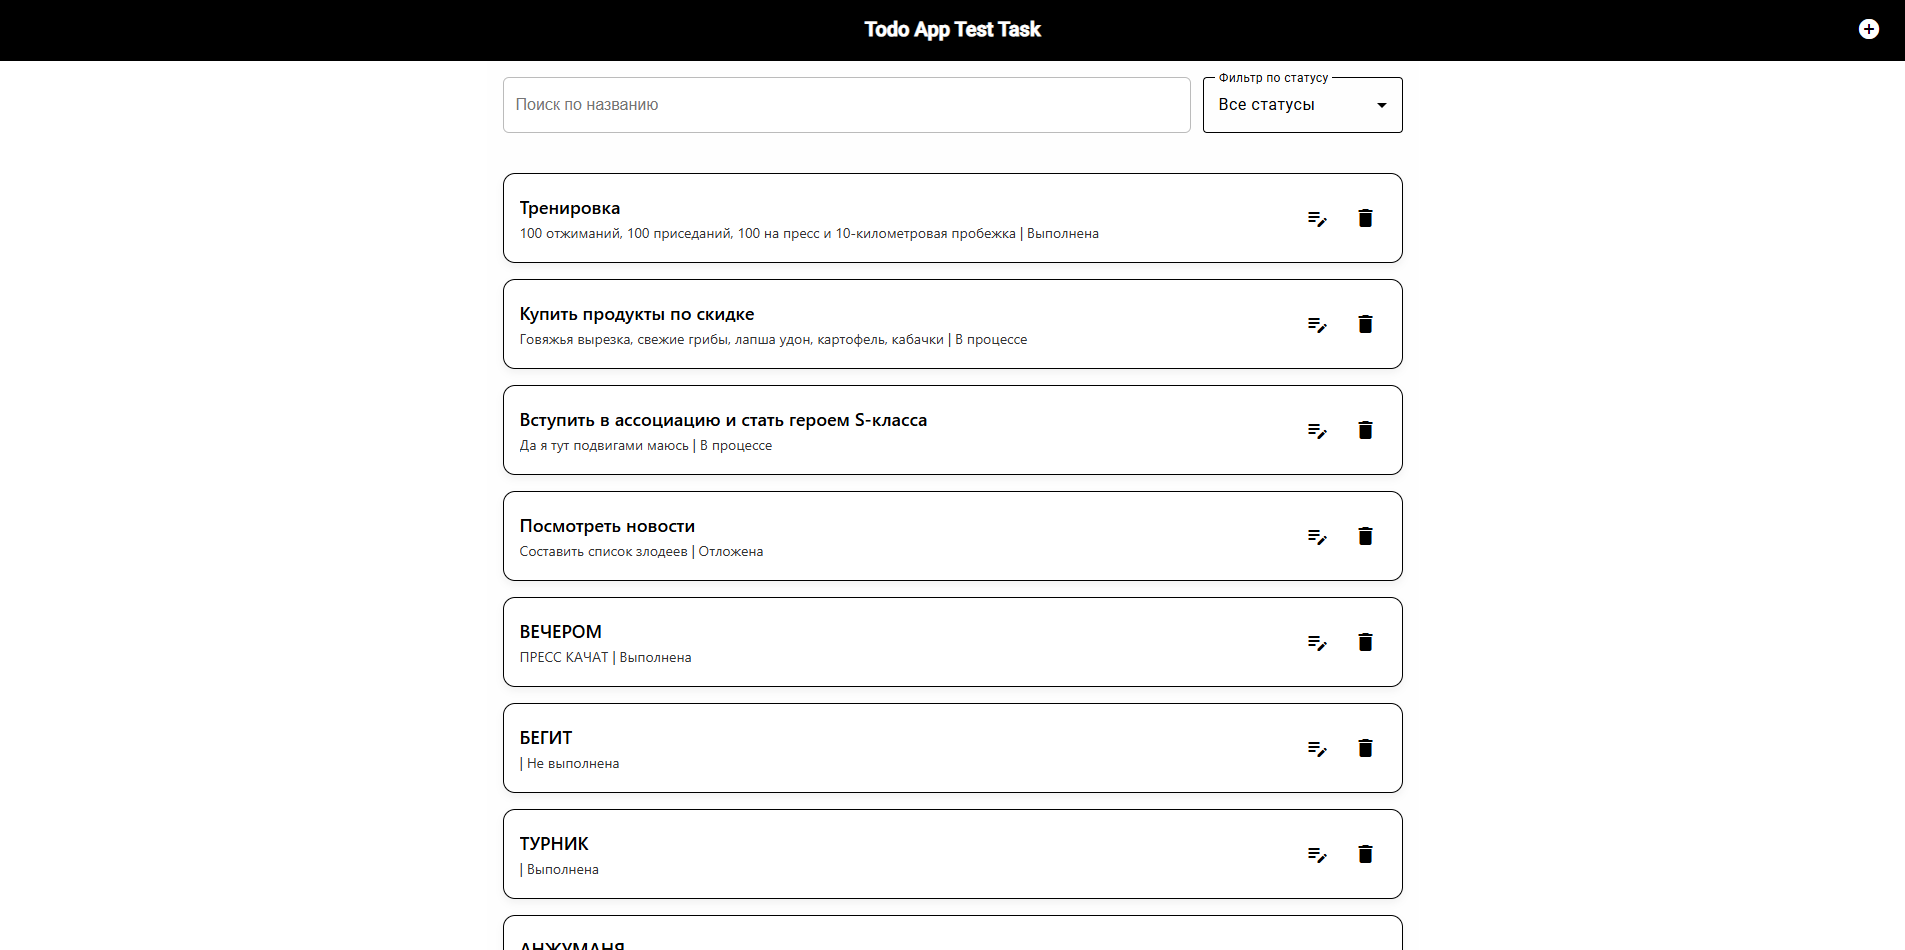 Todo App Test Task
Поиск по названию
Фильтр по статусу
Все статусы
Тренировка
100 отжиманий, 100 приседаний, 100 на пресс и 10-километровая пробежка | Выполнена
Купить продукты по скидке
Говяжья вырезка, свежие грибы, лапша удон, картофель, кабачки | В процессе
Вступить в ассоциацию и стать героем S-класса
Да я тут подвигами маюсь | В процессе
Посмотреть новости
Составить список злодеев | Отложена
ВЕЧЕРОМ
ПРЕСС КАЧАТ | Выполнена
БЕГИТ
| Не выполнена
ТУРНИК
| Выполнена
АНЖУМАНЯ